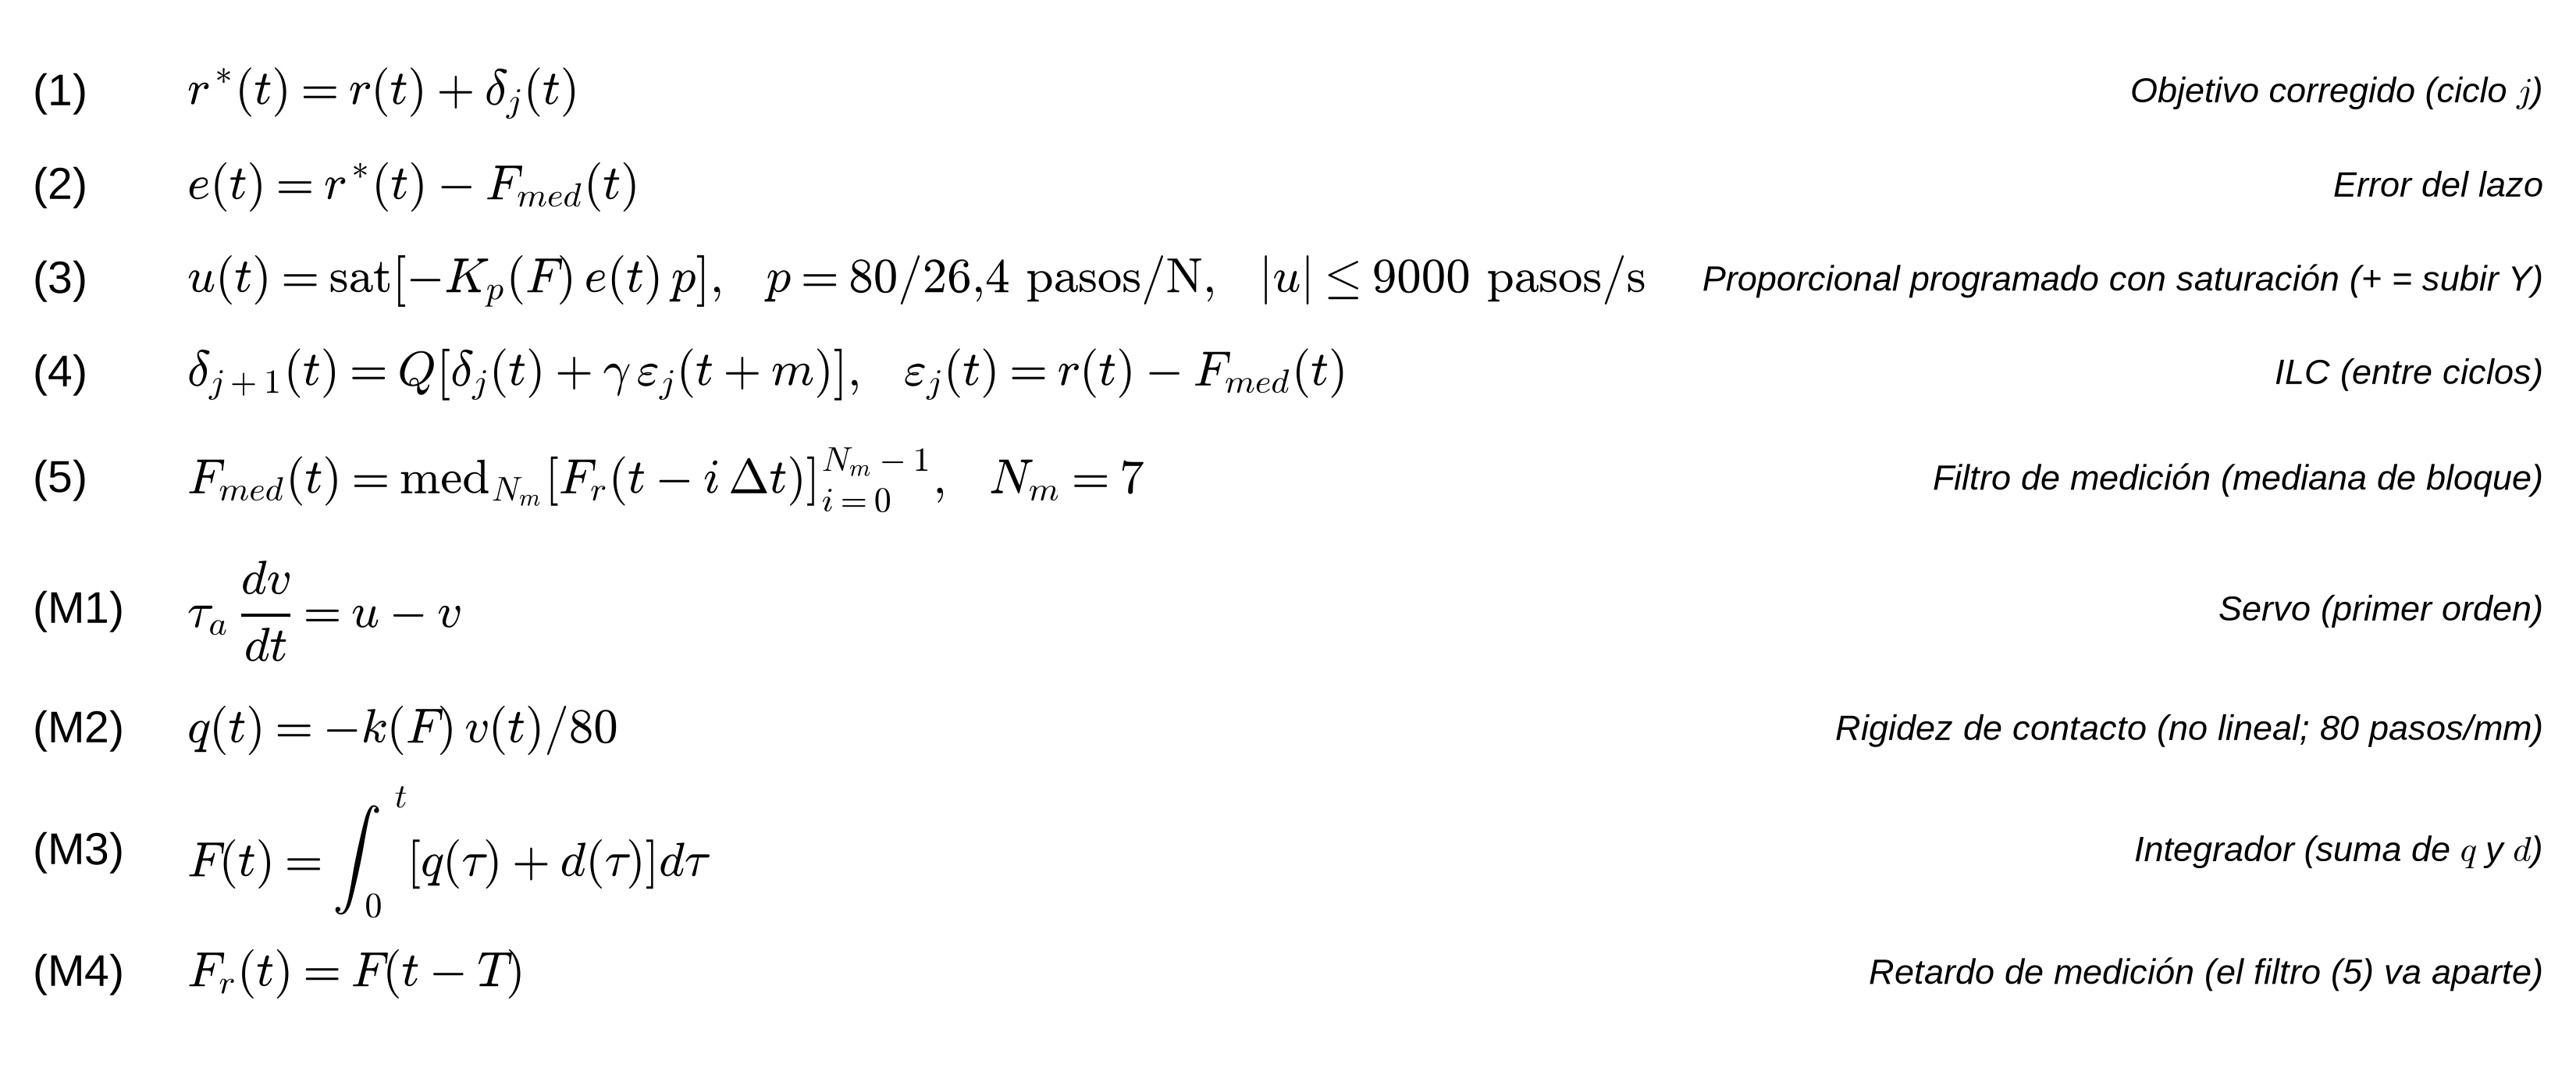 (1) r*(t) = r(t) + δ_j(t) Objetivo corregido (ciclo j)
(2) e(t) = r*(t) − F_med(t) Error del lazo
(3) u(t) = sat[−K_p(F) e(t) p], p = 80/26,4 pasos/N, |u| ≤ 9000 pasos/s Proporcional programado con saturación (+ = subir Y)
(4) δ_{j+1}(t) = Q[δ_j(t) + γ ε_j(t + m)], ε_j(t) = r(t) − F_med(t) ILC (entre ciclos)
(5) F_med(t) = med_{N_m}[F_r(t − i Δt)]_{i=0}^{N_m−1}, N_m = 7 Filtro de medición (mediana de bloque)
(M1) τ_a dv/dt = u − v Servo (primer orden)
(M2) q(t) = −k(F) v(t)/80 Rigidez de contacto (no lineal; 80 pasos/mm)
(M3) F(t) = ∫_0^t [q(τ) + d(τ)]dτ Integrador (suma de q y d)
(M4) F_r(t) = F(t − T) Retardo de medición (el filtro (5) va aparte)